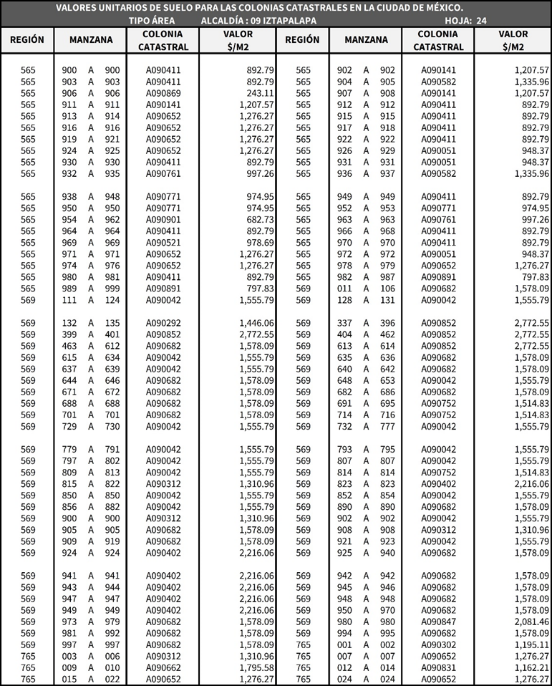 VALORES UNITARIOS DE SUELO PARA LAS COLONIAS CATASTRALES EN LA CIUDAD DE MÉXICO.
TIPO ÁREA ALCALDÍA : 09 IZTAPALAPA HOJA: 24
REGIÓN MANZANA COLONIA CATASTRAL VALOR $/M2 REGIÓN MANZANA COLONIA CATASTRAL VALOR $/M2
565 900 A 900 A090411 892.79 565 902 A 902 A090141 1,207.57
565 903 A 903 A090411 892.79 565 904 A 905 A090582 1,335.96
565 906 A 906 A090869 243.11 565 907 A 908 A090141 1,207.57
565 911 A 911 A090141 1,207.57 565 912 A 912 A090411 892.79
565 913 A 914 A090652 1,276.27 565 915 A 915 A090411 892.79
565 916 A 916 A090652 1,276.27 565 917 A 918 A090411 892.79
565 919 A 921 A090652 1,276.27 565 922 A 922 A090411 892.79
565 924 A 925 A090652 1,276.27 565 926 A 929 A090051 948.37
565 930 A 930 A090411 892.79 565 931 A 931 A090051 948.37
565 932 A 935 A090761 997.26 565 936 A 937 A090582 1,335.96
565 938 A 948 A090771 974.95 565 949 A 949 A090411 892.79
565 950 A 950 A090771 974.95 565 952 A 953 A090771 974.95
565 954 A 962 A090901 682.73 565 963 A 963 A090761 997.26
565 964 A 964 A090411 892.79 565 966 A 968 A090411 892.79
565 969 A 969 A090521 978.69 565 970 A 970 A090411 892.79
565 971 A 971 A090652 1,276.27 565 972 A 972 A090051 948.37
565 974 A 976 A090652 1,276.27 565 978 A 979 A090652 1,276.27
565 980 A 981 A090411 892.79 565 982 A 987 A090891 797.83
565 989 A 999 A090891 797.83 569 011 A 106 A090682 1,578.09
569 111 A 124 A090042 1,555.79 569 128 A 131 A090042 1,555.79
569 132 A 135 A090292 1,446.06 569 337 A 396 A090852 2,772.55
569 399 A 401 A090852 2,772.55 569 404 A 462 A090852 2,772.55
569 463 A 612 A090682 1,578.09 569 613 A 614 A090852 2,772.55
569 615 A 634 A090042 1,555.79 569 635 A 636 A090682 1,578.09
569 637 A 639 A090042 1,555.79 569 640 A 642 A090682 1,578.09
569 644 A 646 A090682 1,578.09 569 648 A 653 A090042 1,555.79
569 671 A 672 A090682 1,578.09 569 682 A 686 A090682 1,578.09
569 688 A 688 A090682 1,578.09 569 691 A 695 A090752 1,514.83
569 701 A 701 A090682 1,578.09 569 714 A 716 A090752 1,514.83
569 729 A 730 A090042 1,555.79 569 732 A 777 A090042 1,555.79
569 779 A 791 A090042 1,555.79 569 793 A 795 A090042 1,555.79
569 797 A 802 A090042 1,555.79 569 807 A 807 A090042 1,555.79
569 809 A 813 A090042 1,555.79 569 814 A 814 A090752 1,514.83
569 815 A 822 A090312 1,310.96 569 823 A 823 A090402 2,216.06
569 850 A 850 A090042 1,555.79 569 852 A 854 A090042 1,555.79
569 856 A 882 A090042 1,555.79 569 890 A 890 A090682 1,578.09
569 900 A 900 A090312 1,310.96 569 902 A 902 A090042 1,555.79
569 905 A 905 A090682 1,578.09 569 908 A 908 A090312 1,310.96
569 909 A 919 A090682 1,578.09 569 921 A 923 A090042 1,555.79
569 924 A 924 A090402 2,216.06 569 925 A 940 A090682 1,578.09
569 941 A 941 A090402 2,216.06 569 942 A 942 A090682 1,578.09
569 943 A 944 A090402 2,216.06 569 945 A 946 A090682 1,578.09
569 947 A 947 A090402 2,216.06 569 948 A 948 A090682 1,578.09
569 949 A 949 A090402 2,216.06 569 950 A 970 A090682 1,578.09
569 973 A 979 A090682 1,578.09 569 980 A 980 A090847 2,081.46
569 981 A 992 A090682 1,578.09 569 994 A 995 A090682 1,578.09
569 997 A 997 A090682 1,578.09 765 001 A 002 A090302 1,195.11
765 003 A 006 A090312 1,310.96 765 007 A 007 A090652 1,276.27
765 009 A 010 A090662 1,795.58 765 012 A 014 A090831 1,162.21
765 015 A 022 A090652 1,276.27 765 024 A 024 A090652 1,276.27